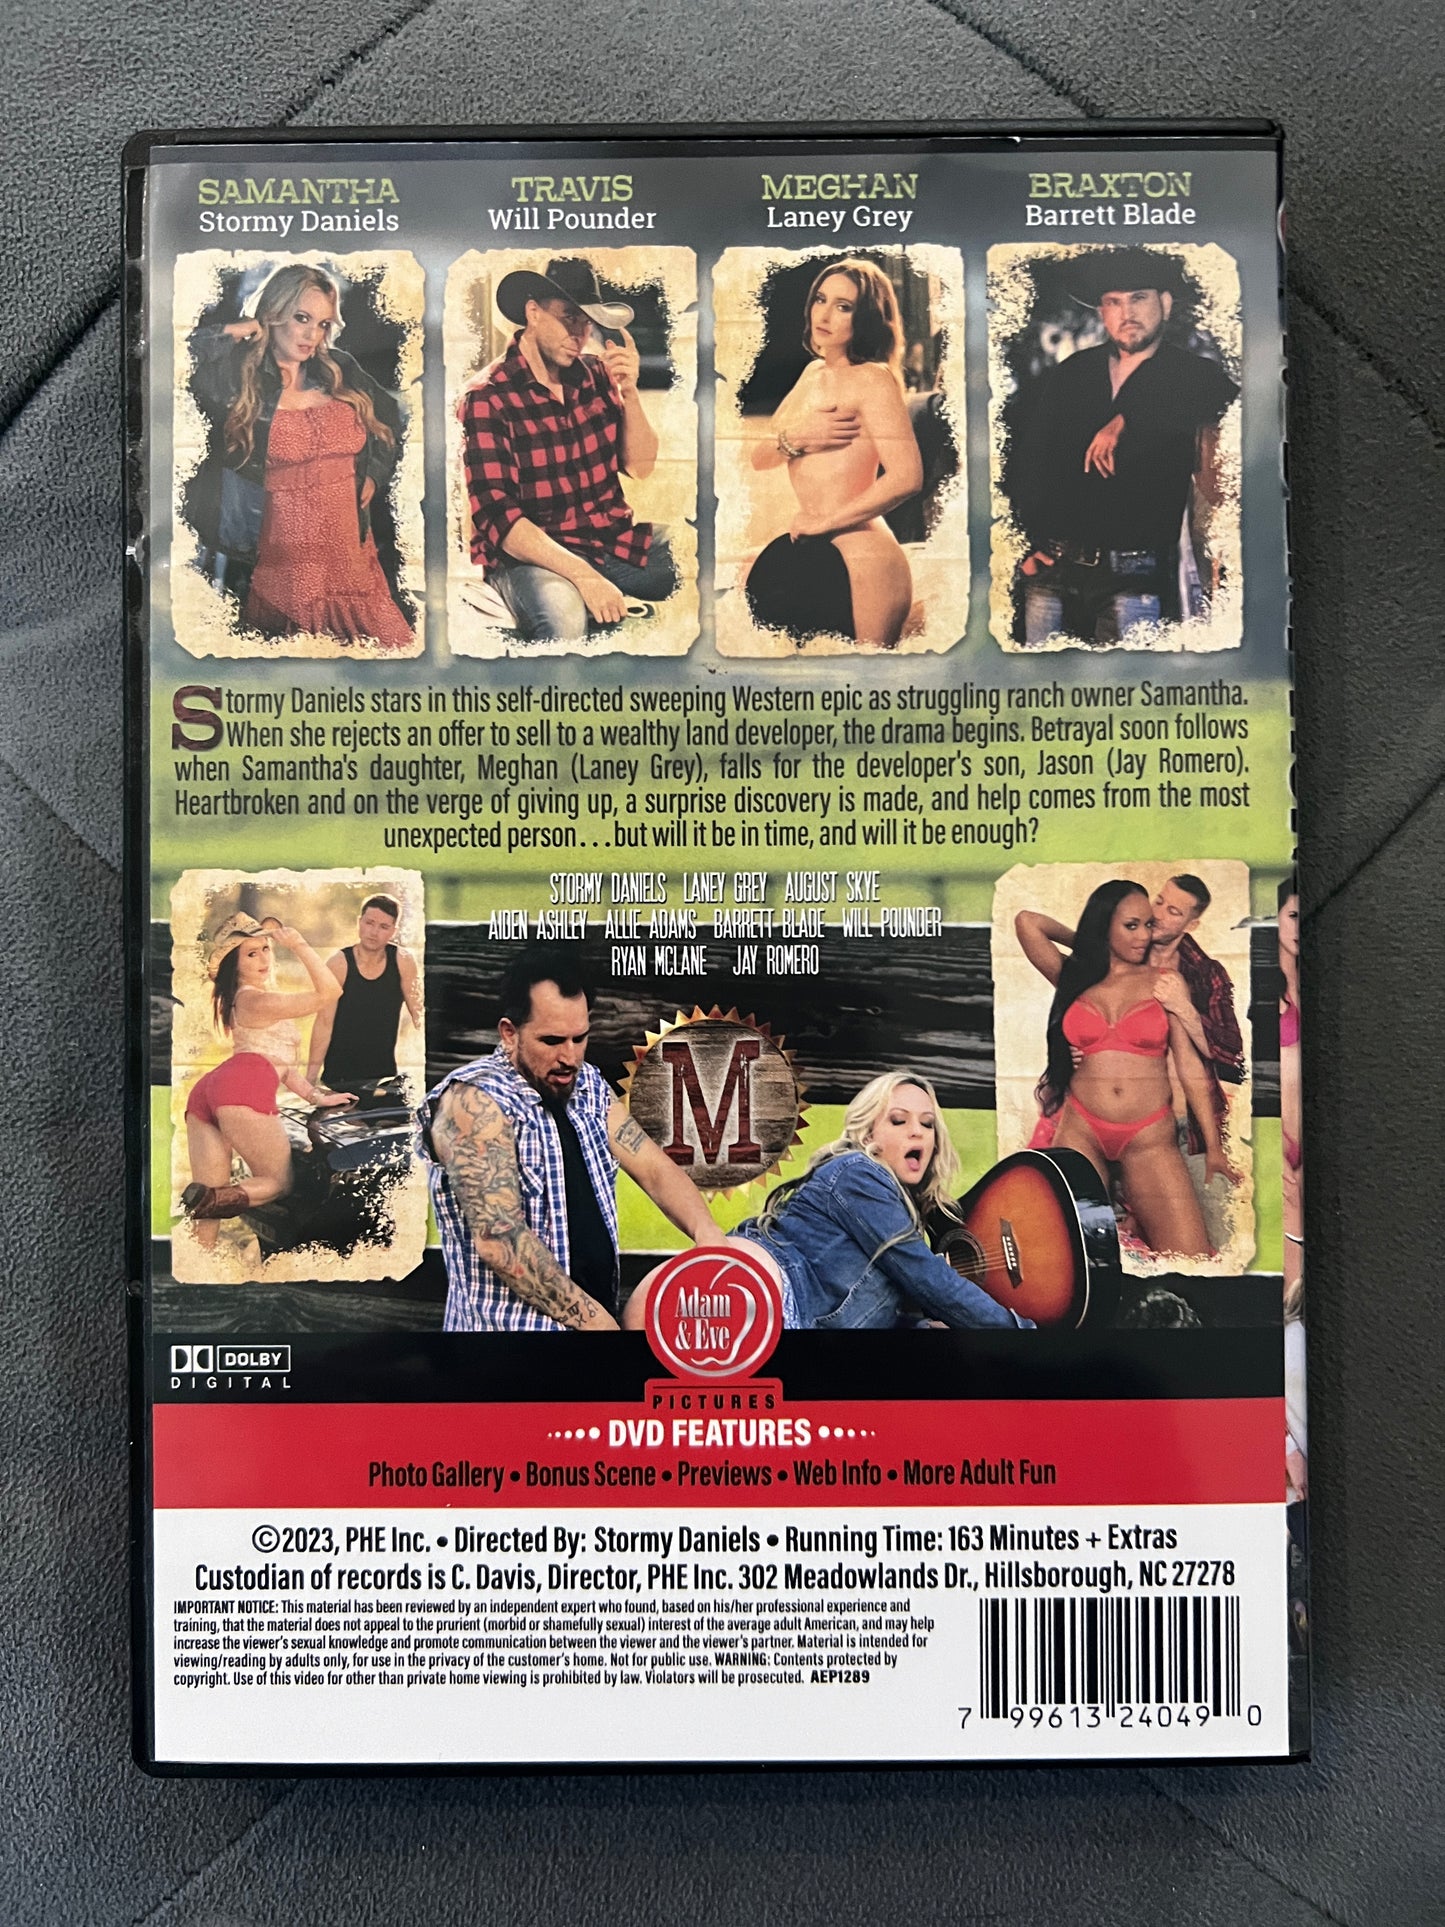 SAMANTHA
Stormy Daniels
TRAVIS
Will Pounder
MEGHAN
Laney Grey
BRAXTON
Barrett Blade
Stormy Daniels stars in this self-directed sweeping Western epic as struggling ranch owner Samantha.
When she rejects an offer to sell to a wealthy land developer, the drama begins. Betrayal soon follows
when Samantha's daughter, Meghan (Laney Grey), falls for the developer's son, Jason (Jay Romero).
Heartbroken and on the verge of giving up, a surprise discovery is made, and help comes from the most
unexpected person...but will it be in time, and will it be enough?
STORMY DANIELS LANEY GREY AUGUST SKYE
AIDEN ASHLEY ALLIE ADAMS BARRETT BLADE WILL POUNDER
RYAN MCLANE JAY ROMERO
M
Adam
& Eve
PICTURES
DOLBY
DIGITAL
DVD FEATURES
Photo Gallery • Bonus Scene • Previews • Web Info • More Adult Fun
©2023, PHE Inc. • Directed By: Stormy Daniels • Running Time: 163 Minutes + Extras
Custodian of records is C. Davis, Director, PHE Inc. 302 Meadowlands Dr., Hillsborough, NC 27278
IMPORTANT NOTICE: This material has been reviewed by an independent expert who found, based on his/her professional experience and
training, that the material does not appeal to the prurient (morbid or shamefully sexual) interest of the average adult American, and may help
increase the viewer's sexual knowledge and promote communication between the viewer and the viewer's partner. Material is intended for
viewing/reading by adults only, for use in the privacy of the customer's home. Not for public use. WARNING: Contents protected by
copyright. Use of this video for other than private home viewing is prohibited by law. Violators will be prosecuted. AEP1289
7 99613 24049 0